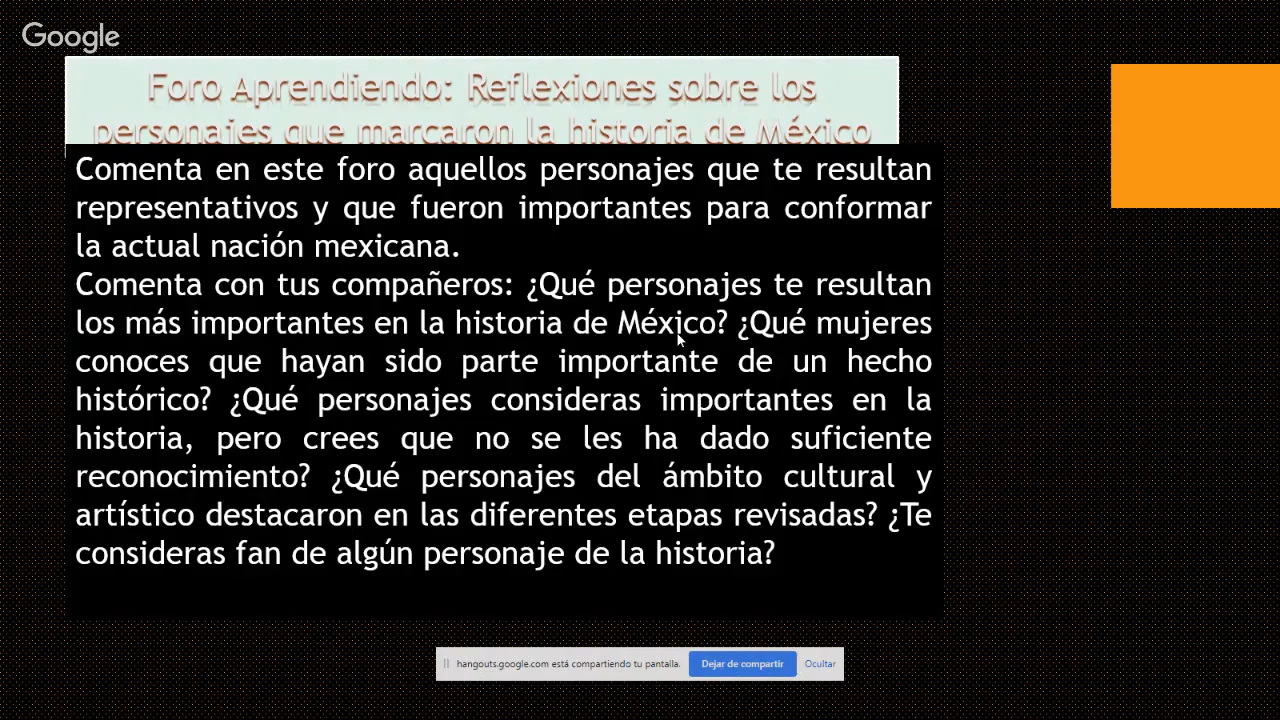 Google
Foro Aprendiendo: Reflexiones sobre los
personajes que marcaron la historia de México
Comenta en este foro aquellos personajes que te resultan
representativos y que fueron importantes para conformar
la actual nación mexicana.
Comenta con tus compañeros: ¿Qué personajes te resultan
los más importantes en la historia de México? ¿Qué mujeres
conoces que hayan sido parte importante de un hecho
histórico? ¿Qué personajes consideras importantes en la
historia, pero crees que no se les ha dado suficiente
reconocimiento? ¿Qué personajes del ámbito cultural y
artístico destacaron en las diferentes etapas revisadas? ¿Te
consideras fan de algún personaje de la historia?
hangouts.google.com está compartiendo tu pantalla. Dejar de compartir Ocultar